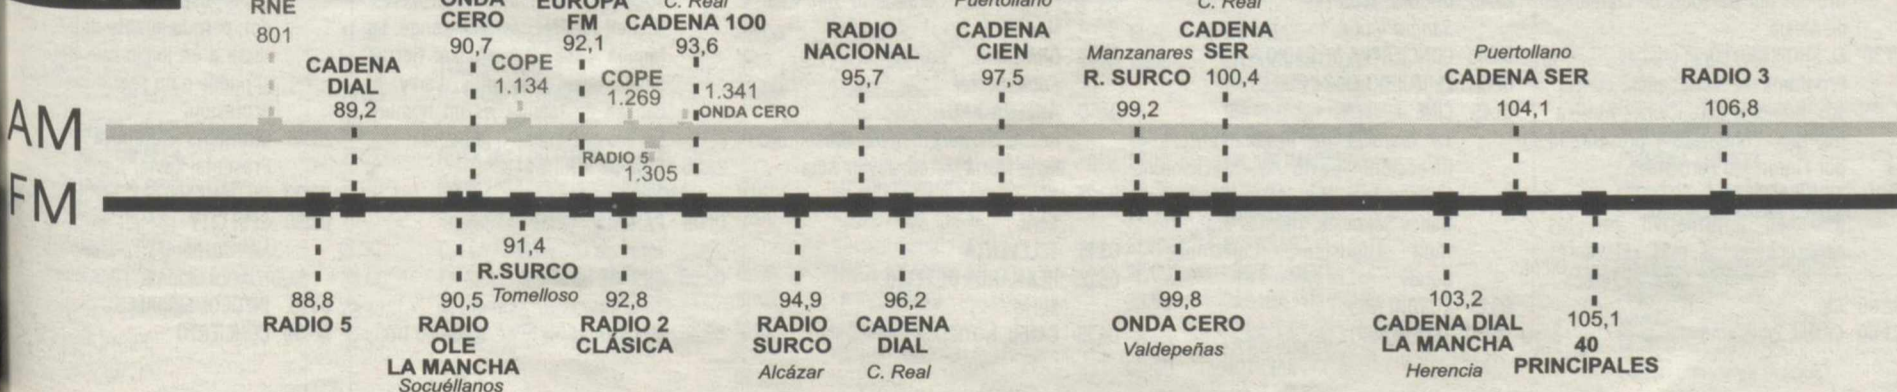 RNE
801
CADENA
DIAL
89,2
ONDA
CERO
90,7
COPE
1.134
EUROPA
FM
92,1
COPE
1.269
C. Real
CADENA 100
93,6
1.341
ONDA CERO
RADIO 5
1.305
RADIO
NACIONAL
95,7
Puertollano
CADENA
CIEN
97,5
Manzanares
R. SURCO
99,2
C. Real
CADENA
SER
100,4
Puertollano
CADENA SER
104,1
RADIO 3
106,8
AM
FM
88,8
RADIO 5
90,5
RADIO
OLE
LA MANCHA
Socuéllanos
91,4
R.SURCO
Tomelloso
92,8
RADIO 2
CLÁSICA
94,9
RADIO
SURCO
Alcázar
96,2
CADENA
DIAL
C. Real
99,8
ONDA CERO
Valdepeñas
103,2
CADENA DIAL
LA MANCHA
Herencia
105,1
40
PRINCIPALES